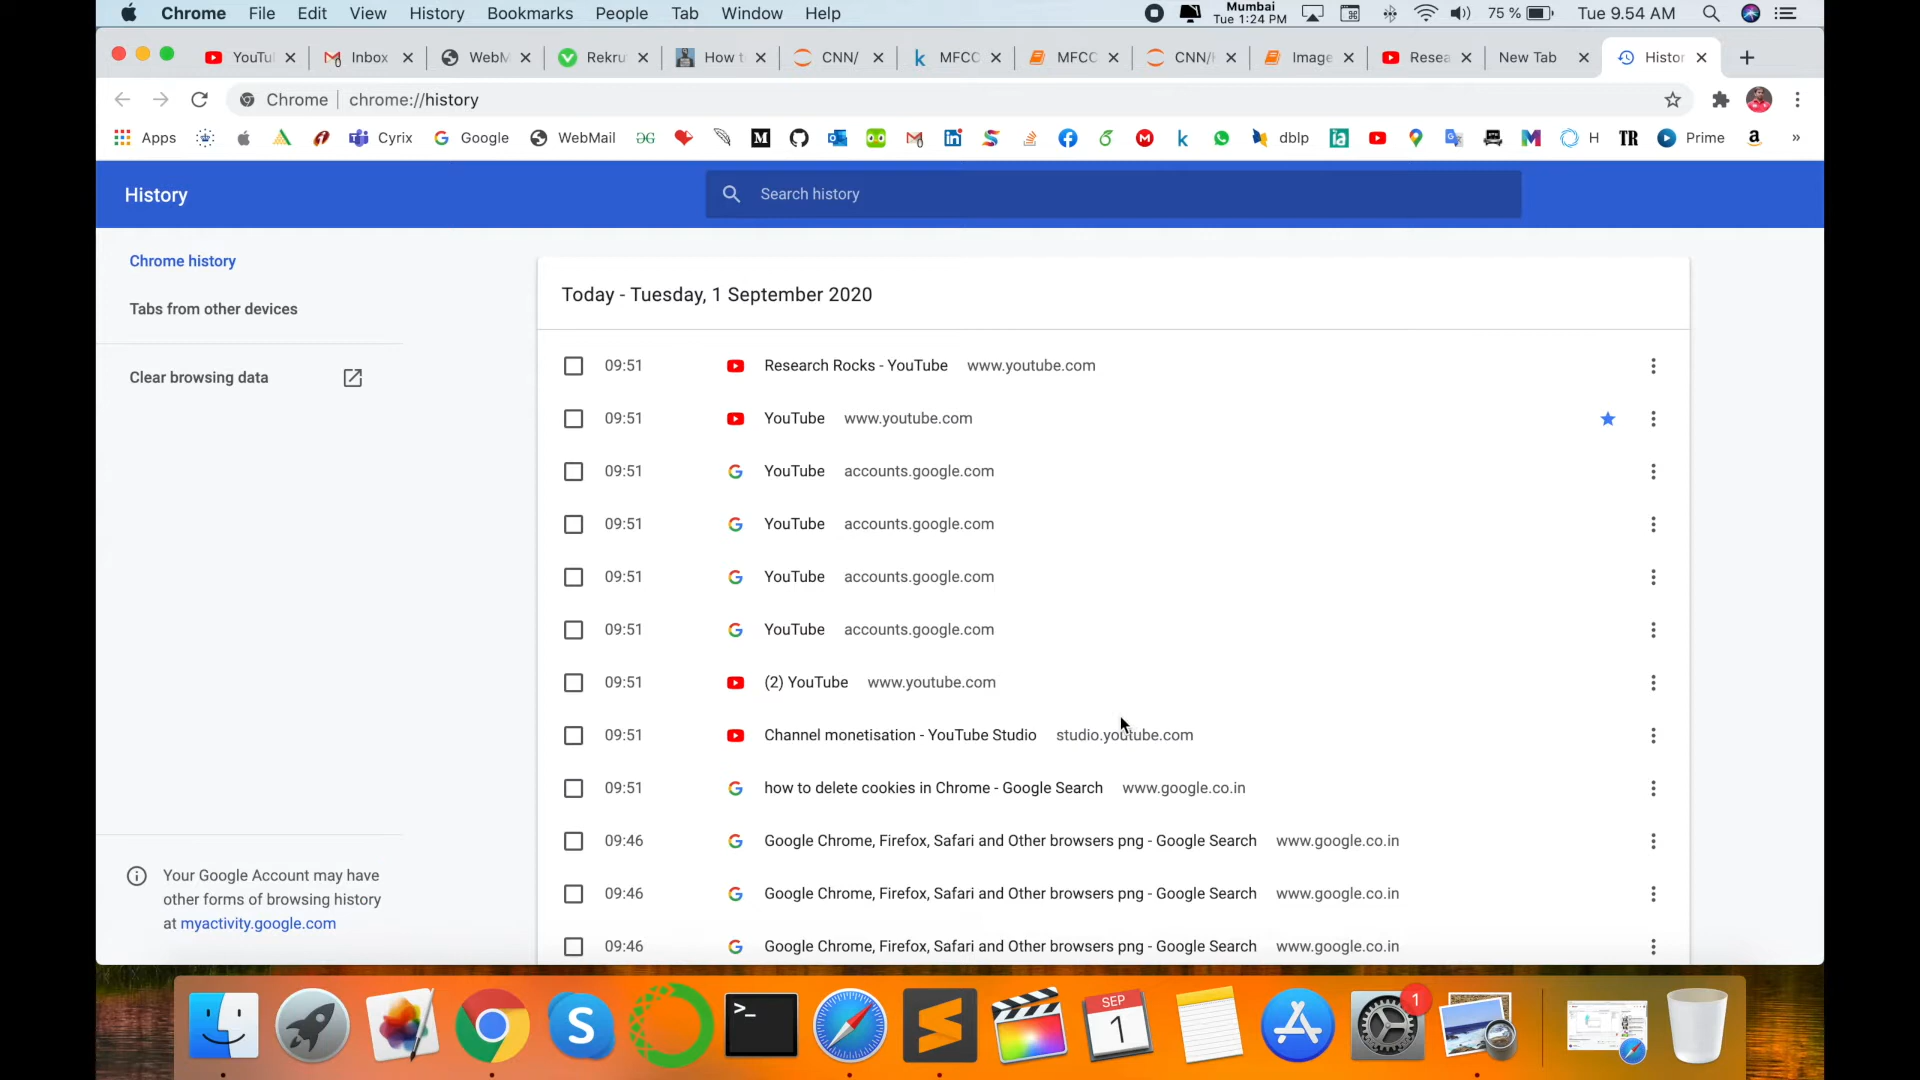 Chrome File Edit View History Bookmarks People Tab Window Help Mumbai Tue 1:24 PM 75 % Tue 9.54 AM
YouTu Inbox WebM Rekru How t CNN/ MFCC MFCC CNN/ Image Resea New Tab Histor
Chrome chrome://history
Apps Cyrix Google WebMail dblp H TR Prime »
History Search history
Chrome history
Tabs from other devices
Clear browsing data
Today - Tuesday, 1 September 2020
09:51 Research Rocks - YouTube www.youtube.com
09:51 YouTube www.youtube.com
09:51 YouTube accounts.google.com
09:51 YouTube accounts.google.com
09:51 YouTube accounts.google.com
09:51 YouTube accounts.google.com
09:51 (2) YouTube www.youtube.com
09:51 Channel monetisation - YouTube Studio studio.youtube.com
09:51 how to delete cookies in Chrome - Google Search www.google.co.in
09:46 Google Chrome, Firefox, Safari and Other browsers png - Google Search www.google.co.in
09:46 Google Chrome, Firefox, Safari and Other browsers png - Google Search www.google.co.in
09:46 Google Chrome, Firefox, Safari and Other browsers png - Google Search www.google.co.in
Your Google Account may have
other forms of browsing history
at myactivity.google.com
SEP
1
1